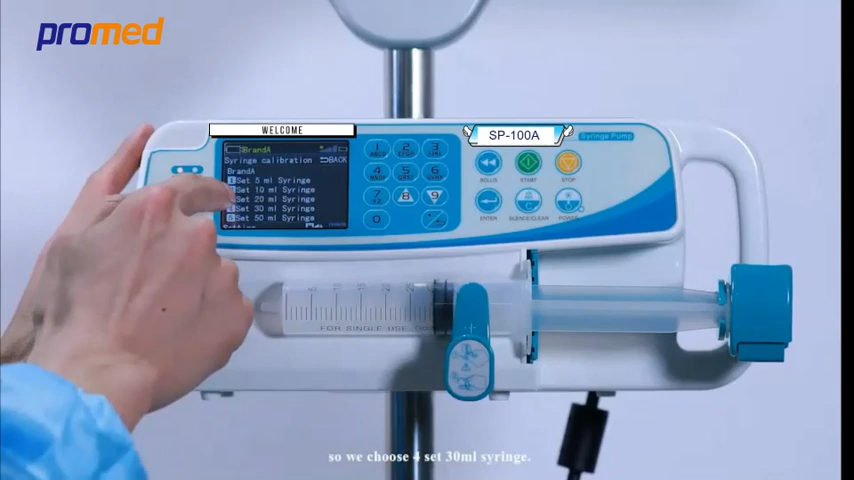 promed
WELCOME
SP-100A
Syringe Pump
BrandA
Syringe calibration BACK
BrandA
1 Set 5 ml Syringe
Set 10 ml Syringe
Set 20 ml Syringe
4 Set 30 ml Syringe
5 Set 50 ml Syringe
1 2 3
4 5 6
7 8 9
0
BOLUS START STOP
ENTER SILENCE/CLEAR POWER
FOR SINGLE USE
so we choose 4 set 30ml syringe.